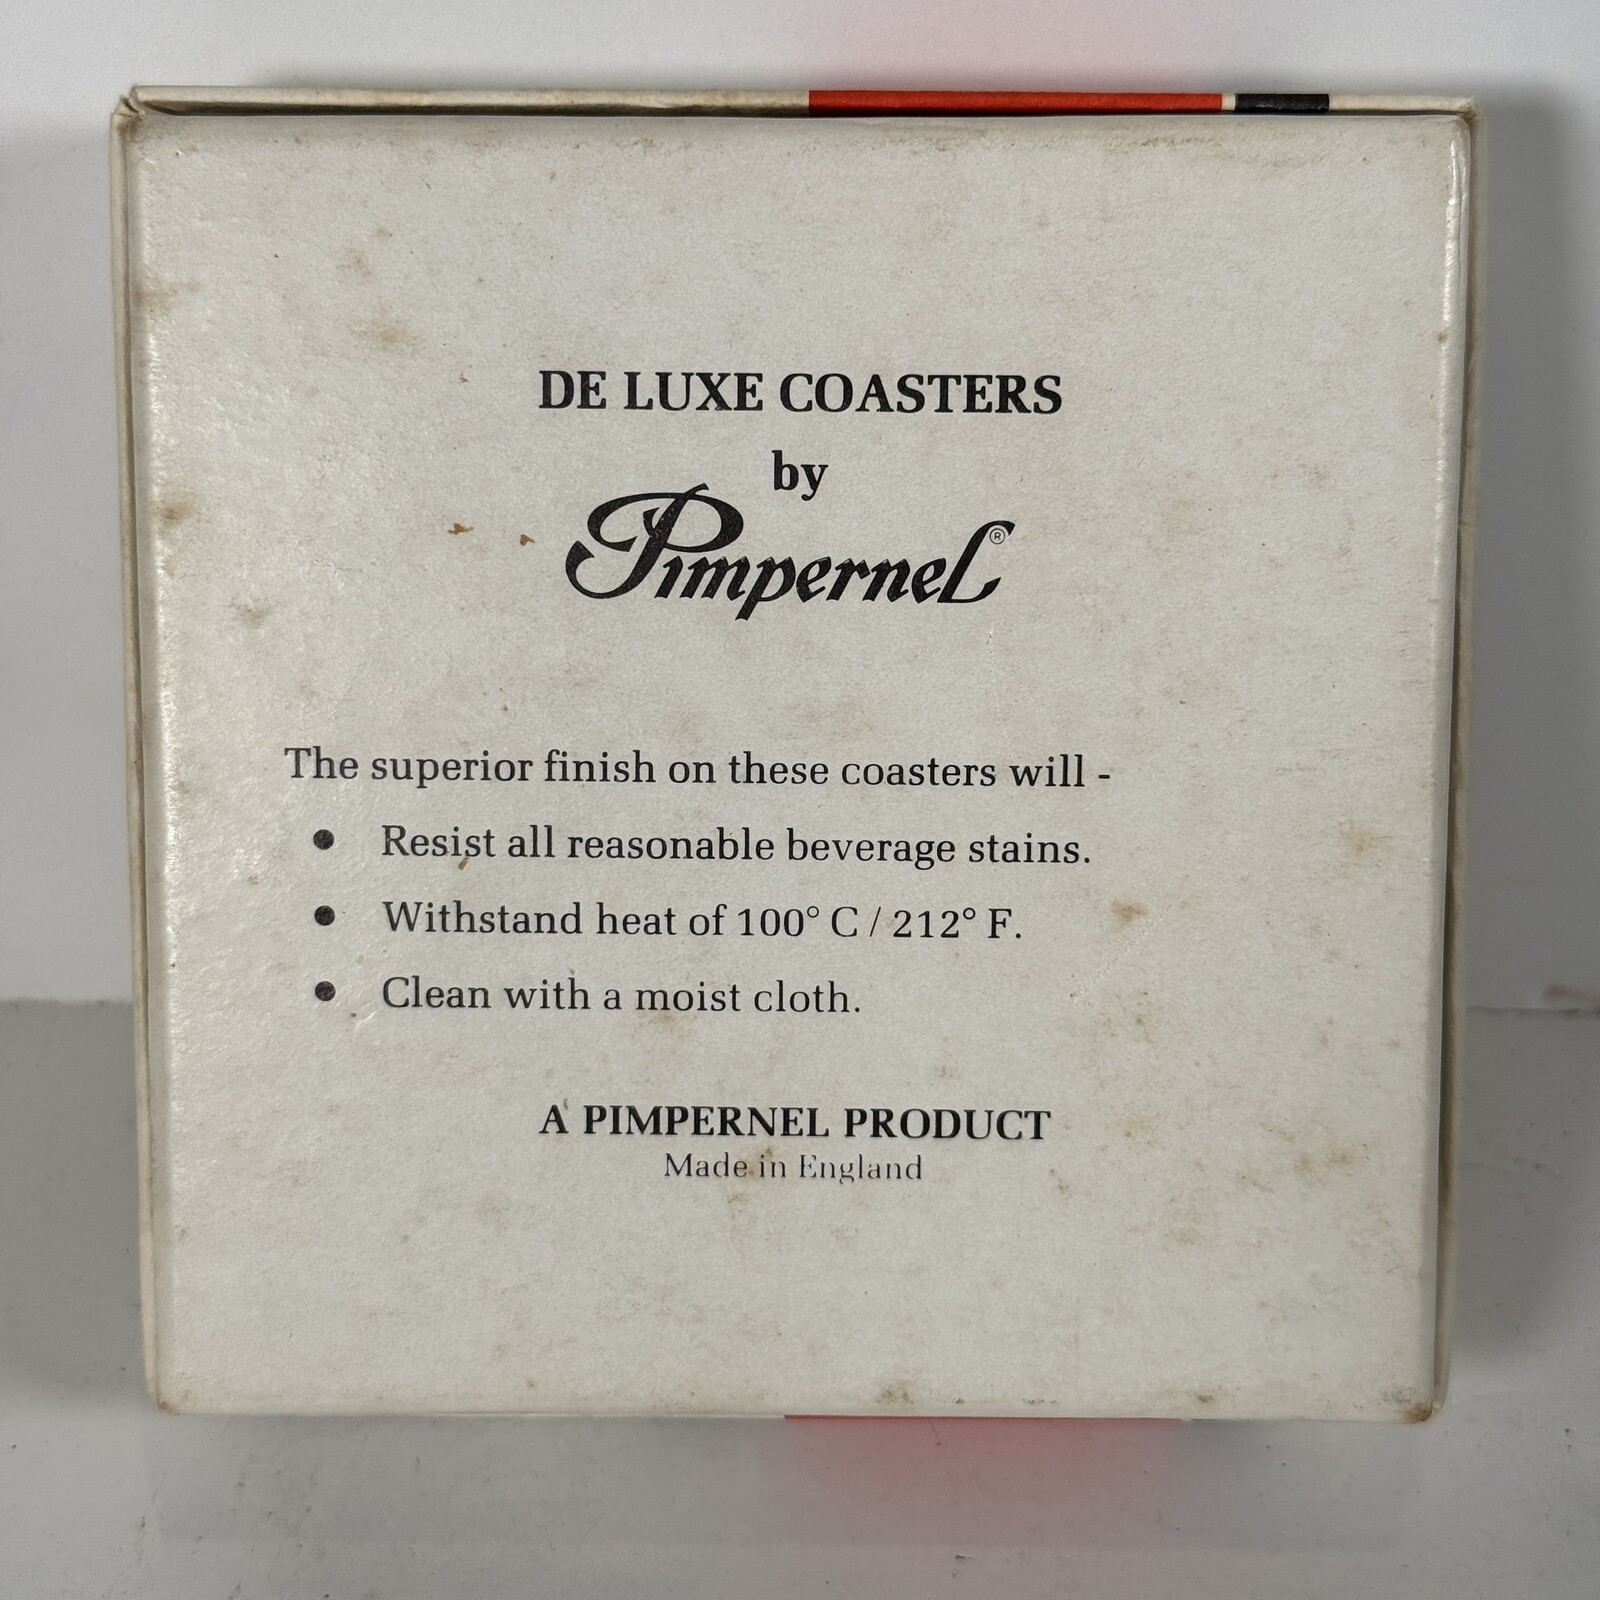 DE LUXE COASTERS
by
Pimpernel®
The superior finish on these coasters will -
● Resist all reasonable beverage stains.
● Withstand heat of 100° C / 212° F.
● Clean with a moist cloth.
A PIMPERNEL PRODUCT
Made in England